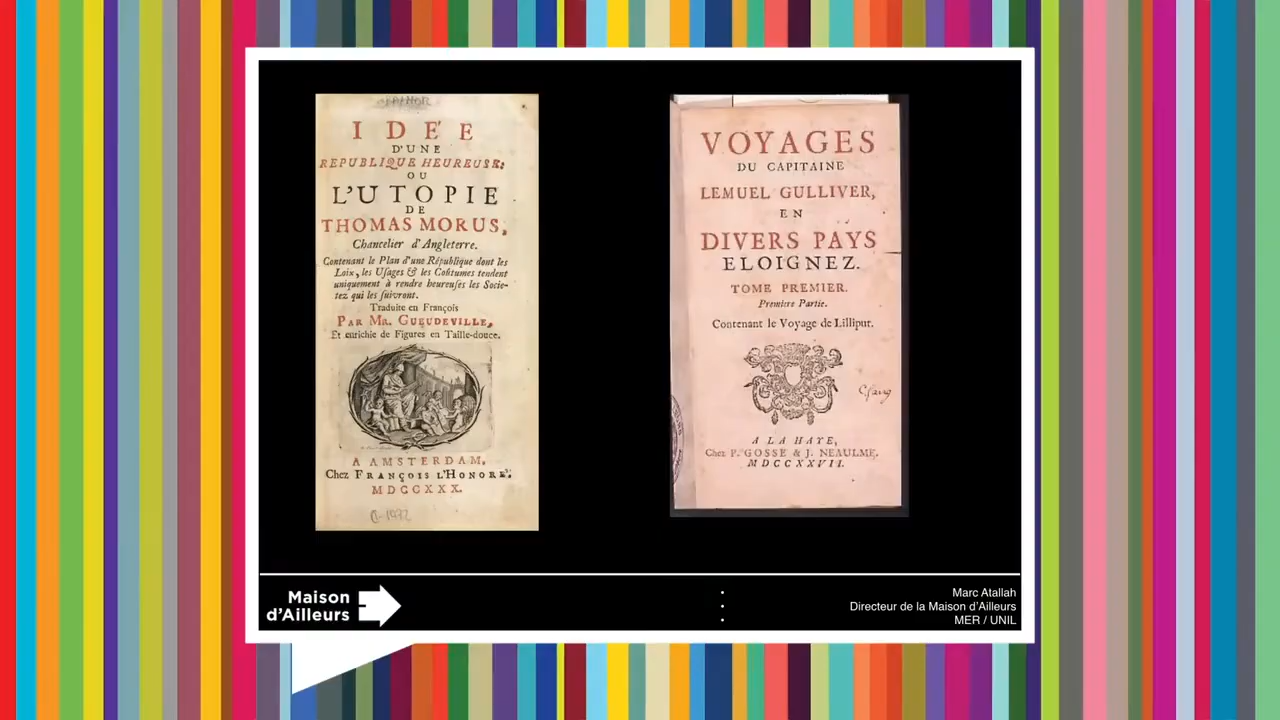 IDÉE
D'UNE
REPUBLIQUE HEUREUSE:
OU
L'UTOPIE
DE
THOMAS MORUS,
Chancelier d'Angleterre.
Contenant le Plan d'une République dont les
Loix, les Usages & les Coûtumes tendent
uniquement à rendre heureuses les Socie-
tez qui les suivront.
Traduite en François
PAR MR. GUEUDEVILLE,
Et enrichie de Figures en Taille-douce.
A AMSTERDAM,
Chez FRANÇOIS L'HONORÉ;
MDCCXXX.
VOYAGES
DU CAPITAINE
LEMUEL GULLIVER,
EN
DIVERS PAYS
ELOIGNEZ.
TOME PREMIER.
Premiere Partie.
Contenant le Voyage de Lilliput.
A LA HAYE,
Chez P. GOSSE & J. NEAULME.
MDCCXXVII.
Maison
d'Ailleurs
Marc Atallah
Directeur de la Maison d'Ailleurs
MER / UNIL